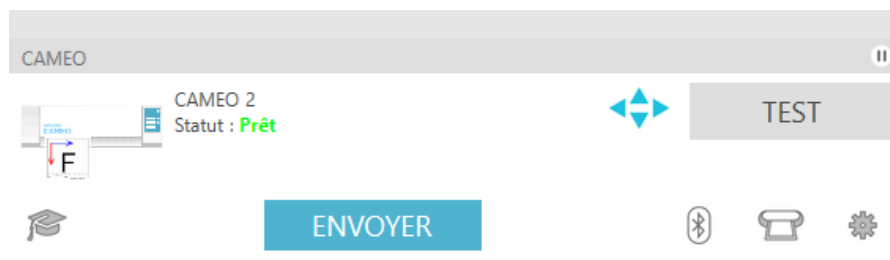 CAMEO
CAMEO 2
Statut : Prêt
TEST
F
ENVOYER